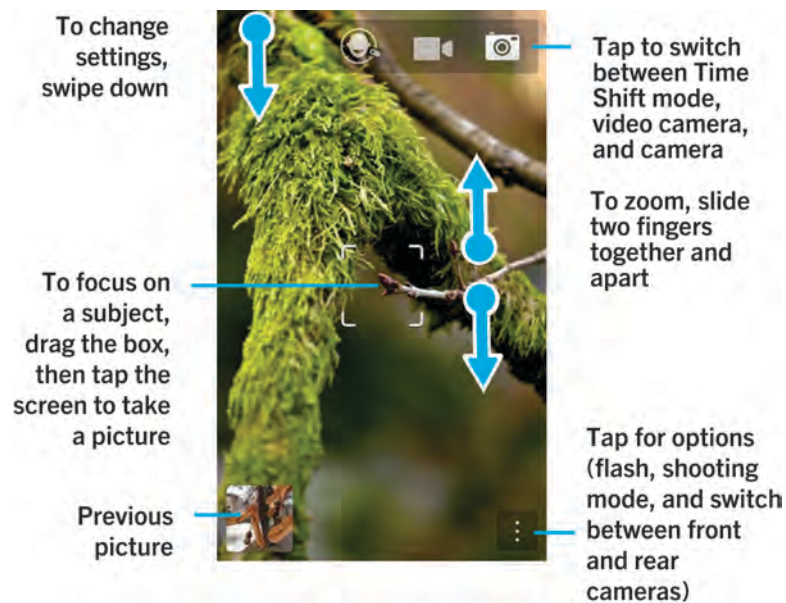 To change
settings,
swipe down
Tap to switch
between Time
Shift mode,
video camera,
and camera
To zoom, slide
two fingers
together and
apart
To focus on
a subject,
drag the box,
then tap the
screen to take
a picture
Previous
picture
Tap for options
(flash, shooting
mode, and switch
between front
and rear
cameras)